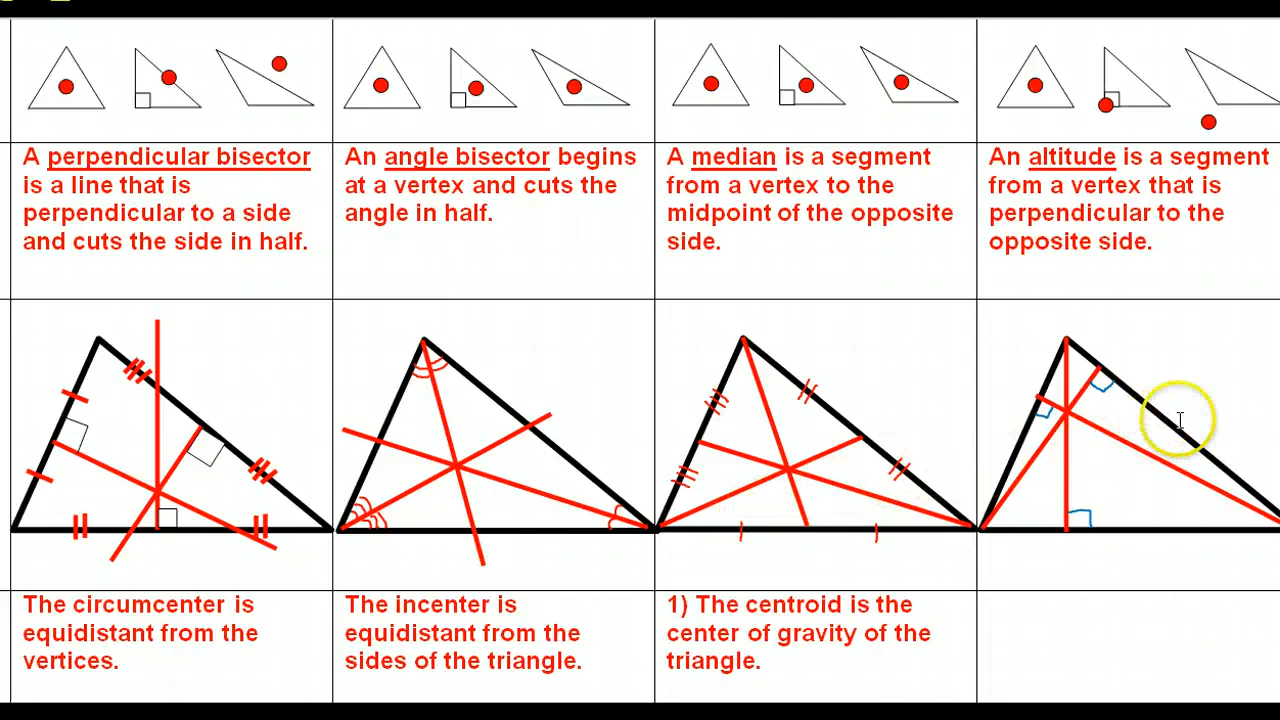 A perpendicular bisector
is a line that is
perpendicular to a side
and cuts the side in half.
An angle bisector begins
at a vertex and cuts the
angle in half.
A median is a segment
from a vertex to the
midpoint of the opposite
side.
An altitude is a segment
from a vertex that is
perpendicular to the
opposite side.
The circumcenter is
equidistant from the
vertices.
The incenter is
equidistant from the
sides of the triangle.
1) The centroid is the
center of gravity of the
triangle.